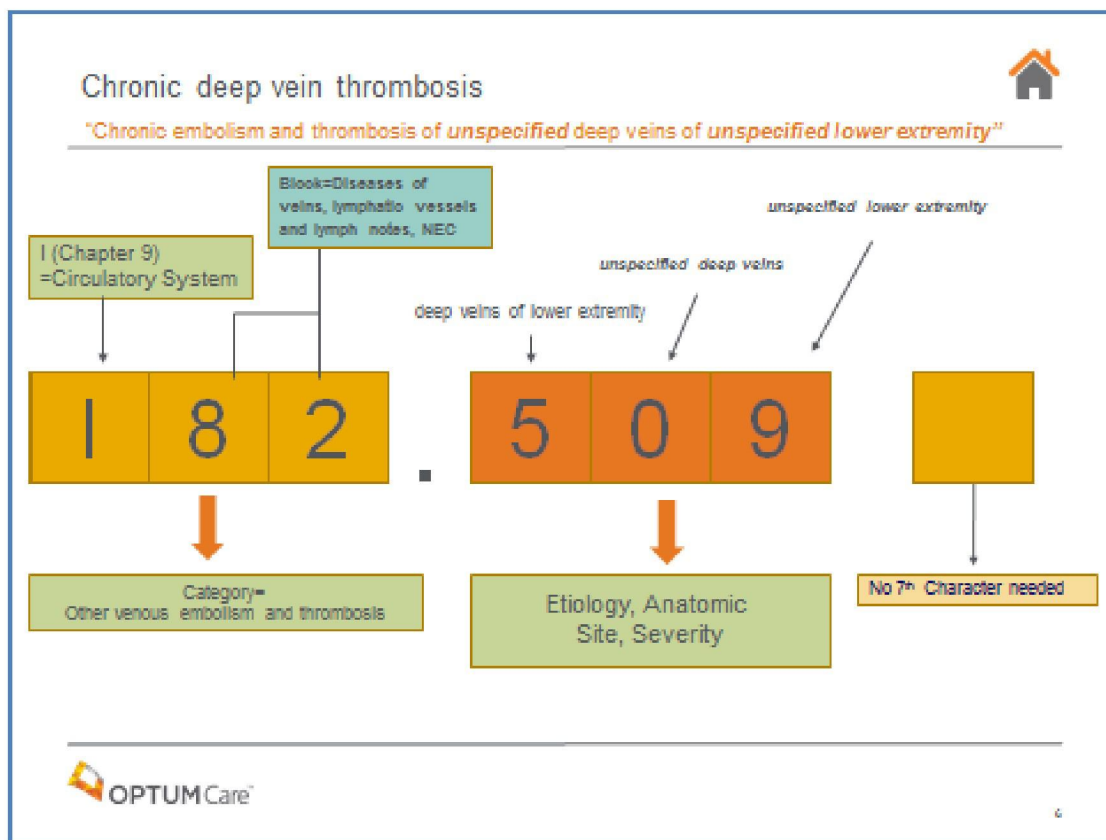 Chronic deep vein thrombosis
"Chronic embolism and thrombosis of unspecified deep veins of unspecified lower extremity"
Block=Diseases of
veins, lymphatic vessels
and lymph notes, NEC
unspecified lower extremity
I (Chapter 9)
=Circulatory System
unspecified deep veins
deep veins of lower extremity
I 8 2 . 5 0 9
Category=
Other venous embolism and thrombosis
Etiology, Anatomic
Site, Severity
No 7th Character needed
OPTUMCare™